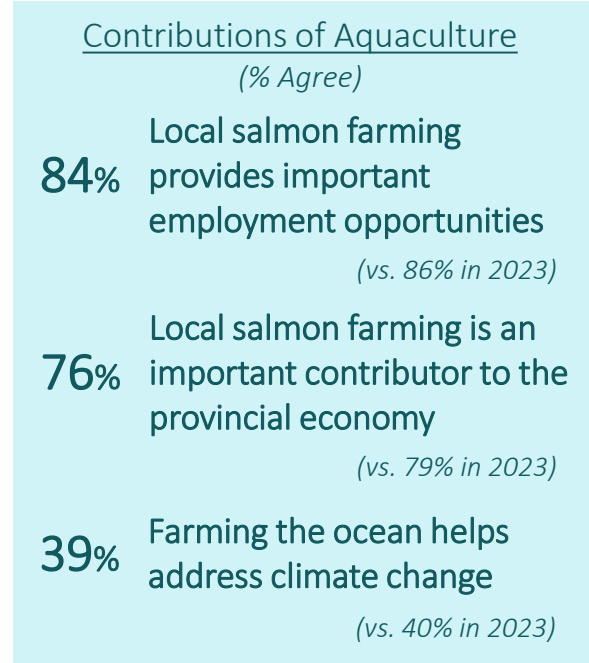 Contributions of Aquaculture
(% Agree)
84%
Local salmon farming
provides important
employment opportunities
(vs. 86% in 2023)
76%
Local salmon farming is an
important contributor to the
provincial economy
(vs. 79% in 2023)
39%
Farming the ocean helps
address climate change
(vs. 40% in 2023)